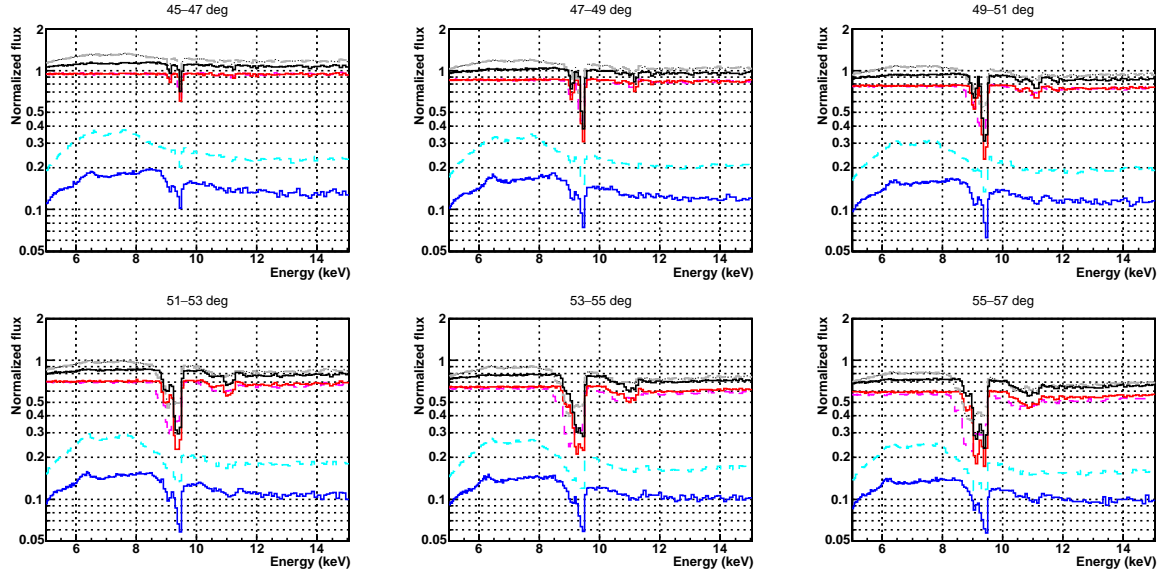 45–47 deg
47–49 deg
49–51 deg
Normalized flux
2
1
0.5
0.4
0.3
0.2
0.1
0.05
6 8 10 12 14
Energy (keV)
Normalized flux
2
1
0.5
0.4
0.3
0.2
0.1
0.05
6 8 10 12 14
Energy (keV)
Normalized flux
2
1
0.5
0.4
0.3
0.2
0.1
0.05
6 8 10 12 14
Energy (keV)
51–53 deg
53–55 deg
55–57 deg
Normalized flux
2
1
0.5
0.4
0.3
0.2
0.1
0.05
6 8 10 12 14
Energy (keV)
Normalized flux
2
1
0.5
0.4
0.3
0.2
0.1
0.05
6 8 10 12 14
Energy (keV)
Normalized flux
2
1
0.5
0.4
0.3
0.2
0.1
0.05
6 8 10 12 14
Energy (keV)